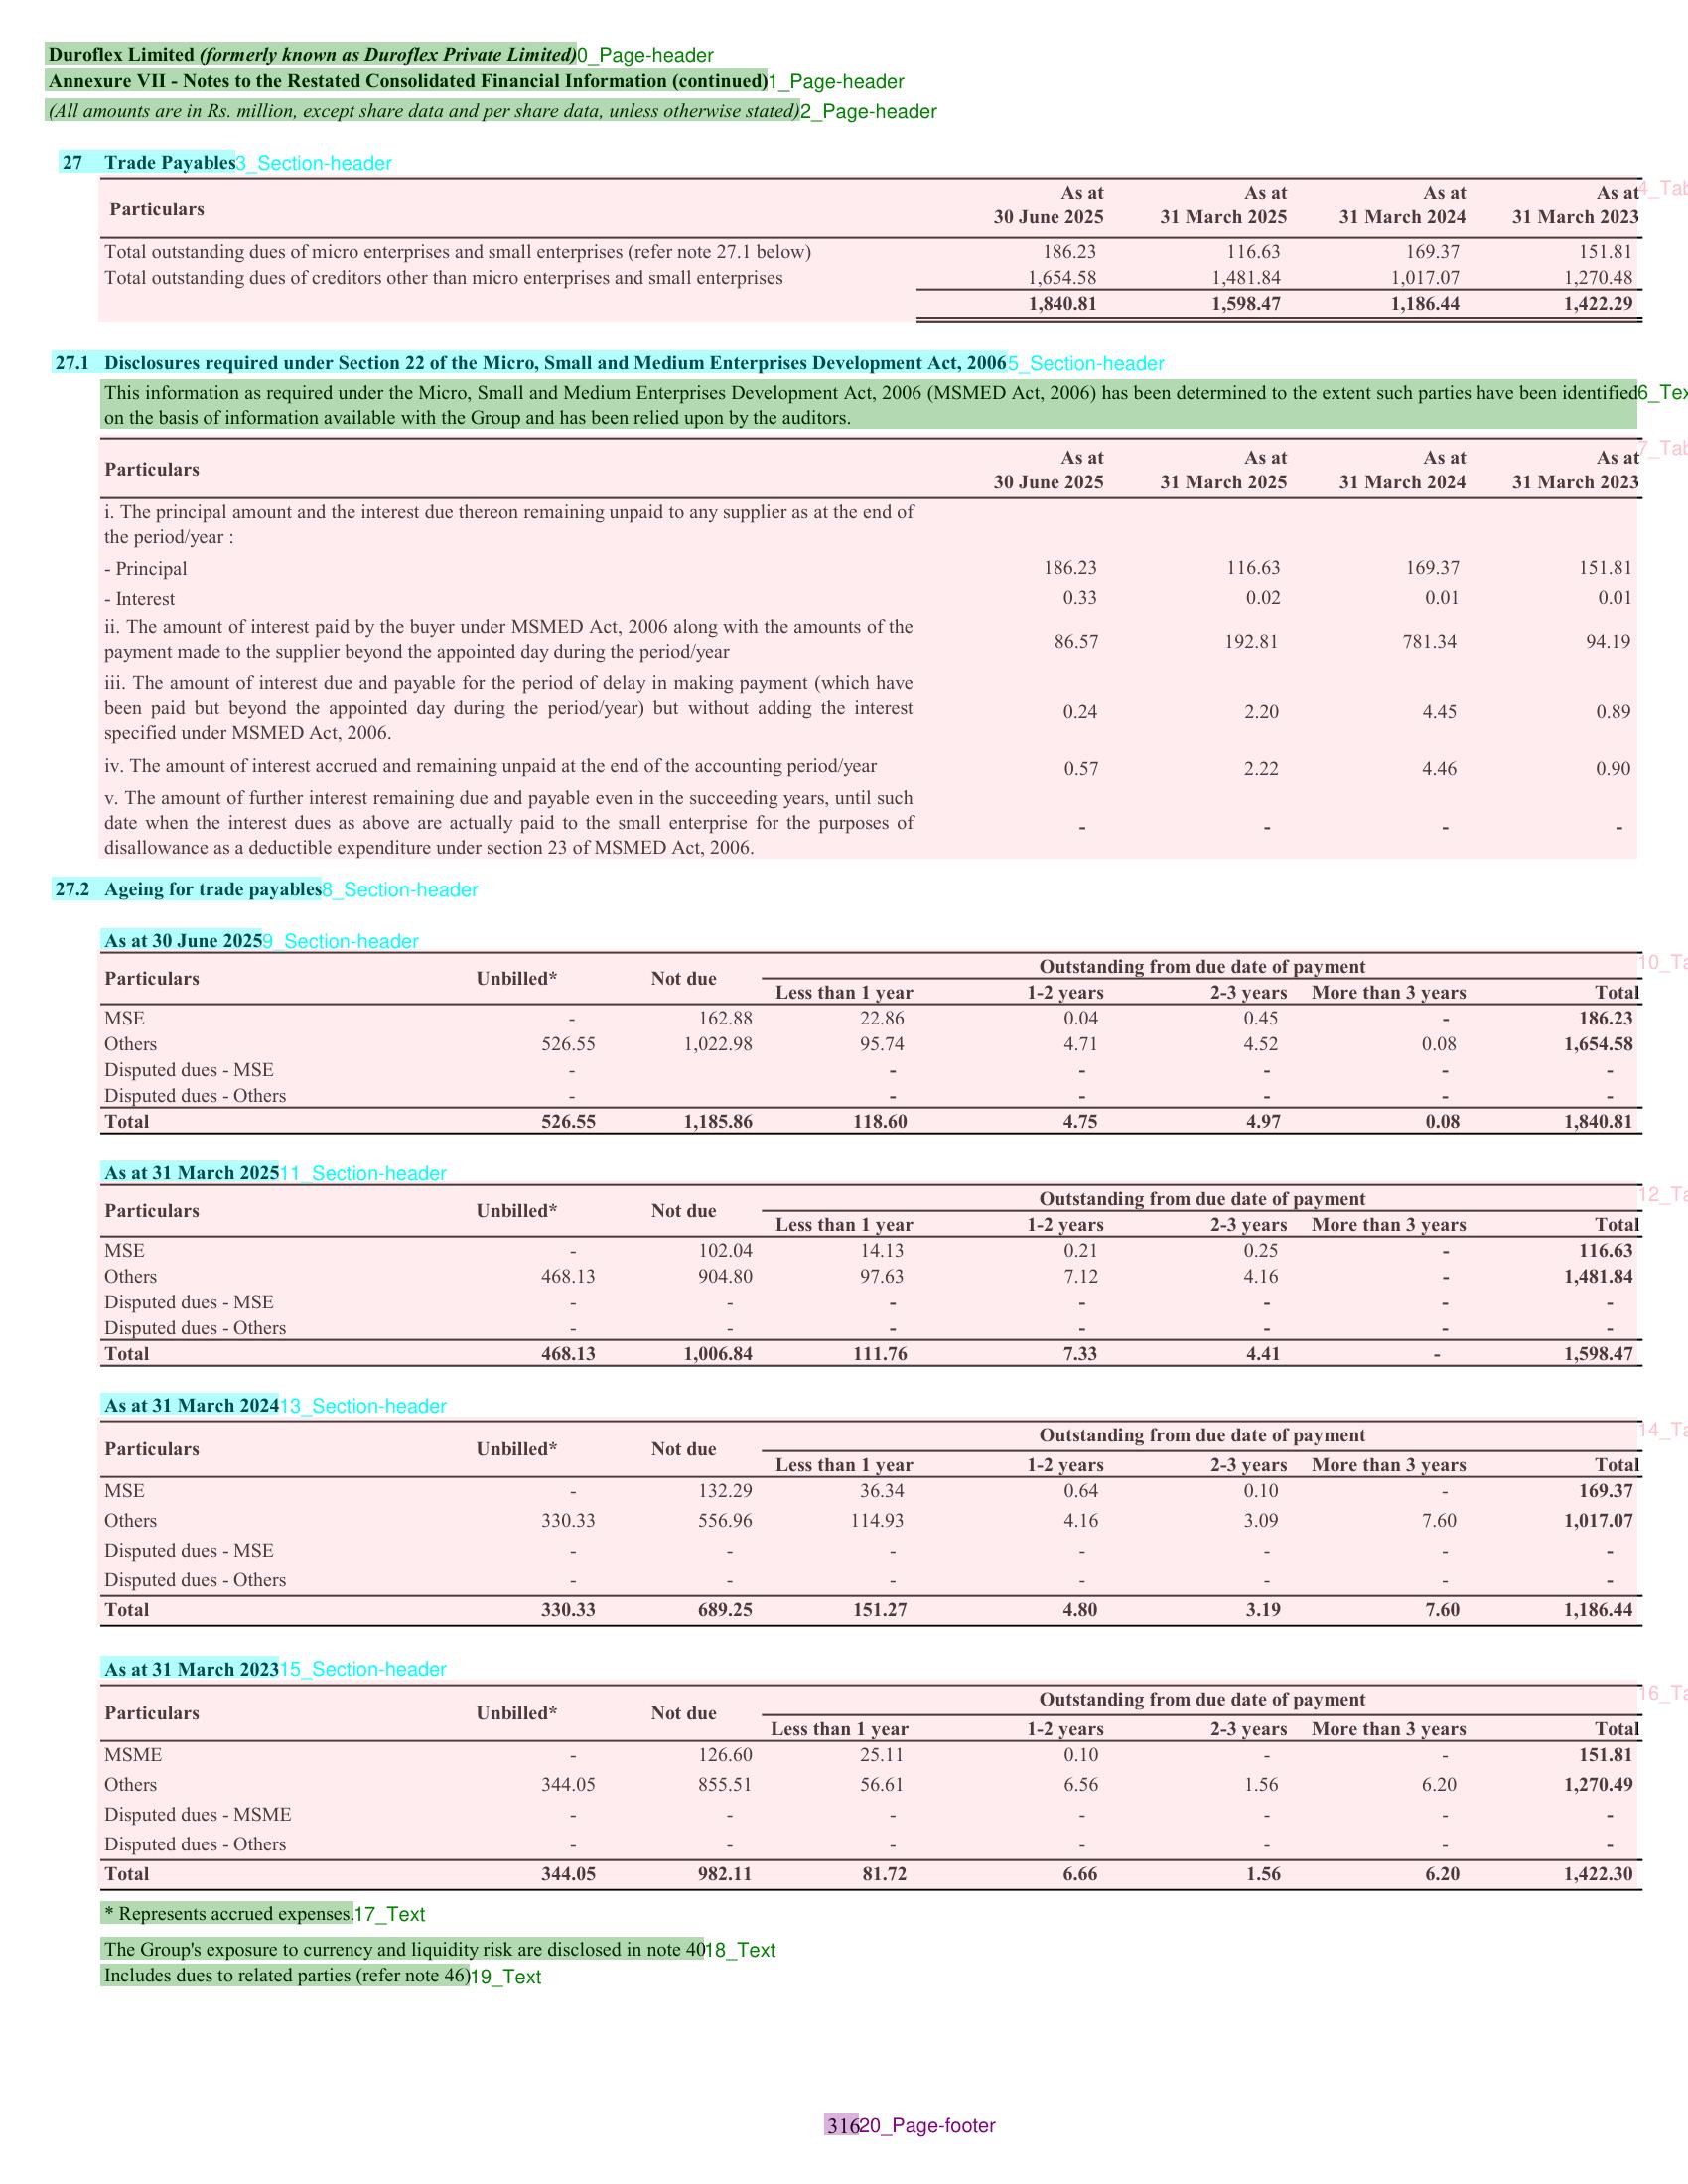 Duroflex Limited (formerly known as Duroflex Private Limited)0_Page-header
Annexure VII - Notes to the Restated Consolidated Financial Information (continued)1_Page-header
(All amounts are in Rs. million, except share data and per share data, unless otherwise stated)2_Page-header
27 Trade Payables3_Section-header
4_Tab
As at As at As at As at
Particulars
30 June 2025 31 March 2025 31 March 2024 31 March 2023
Total outstanding dues of micro enterprises and small enterprises (refer note 27.1 below) 186.23 116.63 169.37 151.81
Total outstanding dues of creditors other than micro enterprises and small enterprises 1,654.58 1,481.84 1,017.07 1,270.48
1,840.81 1,598.47 1,186.44 1,422.29
27.1 Disclosures required under Section 22 of the Micro, Small and Medium Enterprises Development Act, 20065_Section-header
This information as required under the Micro, Small and Medium Enterprises Development Act, 2006 (MSMED Act, 2006) has been determined to the extent such parties have been identified6_Tex
on the basis of information available with the Group and has been relied upon by the auditors.
7_Tab
As at As at As at As at
Particulars
30 June 2025 31 March 2025 31 March 2024 31 March 2023
i. The principal amount and the interest due thereon remaining unpaid to any supplier as at the end of
the period/year :
- Principal 186.23 116.63 169.37 151.81
- Interest 0.33 0.02 0.01 0.01
ii. The amount of interest paid by the buyer under MSMED Act, 2006 along with the amounts of the
payment made to the supplier beyond the appointed day during the period/year 86.57 192.81 781.34 94.19
iii. The amount of interest due and payable for the period of delay in making payment (which have
been paid but beyond the appointed day during the period/year) but without adding the interest 0.24 2.20 4.45 0.89
specified under MSMED Act, 2006.
iv. The amount of interest accrued and remaining unpaid at the end of the accounting period/year 0.57 2.22 4.46 0.90
v. The amount of further interest remaining due and payable even in the succeeding years, until such
date when the interest dues as above are actually paid to the small enterprise for the purposes of - - - -
disallowance as a deductible expenditure under section 23 of MSMED Act, 2006.
27.2 Ageing for trade payables8_Section-header
As at 30 June 20259_Section-header
10_Ta
Outstanding from due date of payment
Particulars Unbilled* Not due
Less than 1 year 1-2 years 2-3 years More than 3 years Total
MSE - 162.88 22.86 0.04 0.45 - 186.23
Others 526.55 1,022.98 95.74 4.71 4.52 0.08 1,654.58
Disputed dues - MSE - - - - - -
Disputed dues - Others - - - - - -
Total 526.55 1,185.86 118.60 4.75 4.97 0.08 1,840.81
As at 31 March 202511_Section-header
12_Ta
Outstanding from due date of payment
Particulars Unbilled* Not due
Less than 1 year 1-2 years 2-3 years More than 3 years Total
MSE - 102.04 14.13 0.21 0.25 - 116.63
Others 468.13 904.80 97.63 7.12 4.16 - 1,481.84
Disputed dues - MSE - - - - - - -
Disputed dues - Others - - - - - - -
Total 468.13 1,006.84 111.76 7.33 4.41 - 1,598.47
As at 31 March 202413_Section-header
14_Ta
Outstanding from due date of payment
Particulars Unbilled* Not due
Less than 1 year 1-2 years 2-3 years More than 3 years Total
MSE - 132.29 36.34 0.64 0.10 - 169.37
Others 330.33 556.96 114.93 4.16 3.09 7.60 1,017.07
Disputed dues - MSE - - - - - - -
Disputed dues - Others - - - - - - -
Total 330.33 689.25 151.27 4.80 3.19 7.60 1,186.44
As at 31 March 202315_Section-header
16_Ta
Outstanding from due date of payment
Particulars Unbilled* Not due
Less than 1 year 1-2 years 2-3 years More than 3 years Total
MSME - 126.60 25.11 0.10 - - 151.81
Others 344.05 855.51 56.61 6.56 1.56 6.20 1,270.49
Disputed dues - MSME - - - - - - -
Disputed dues - Others - - - - - - -
Total 344.05 982.11 81.72 6.66 1.56 6.20 1,422.30
* Represents accrued expenses.17_Text
The Group's exposure to currency and liquidity risk are disclosed in note 4018_Text
Includes dues to related parties (refer note 46)19_Text
31620_Page-footer